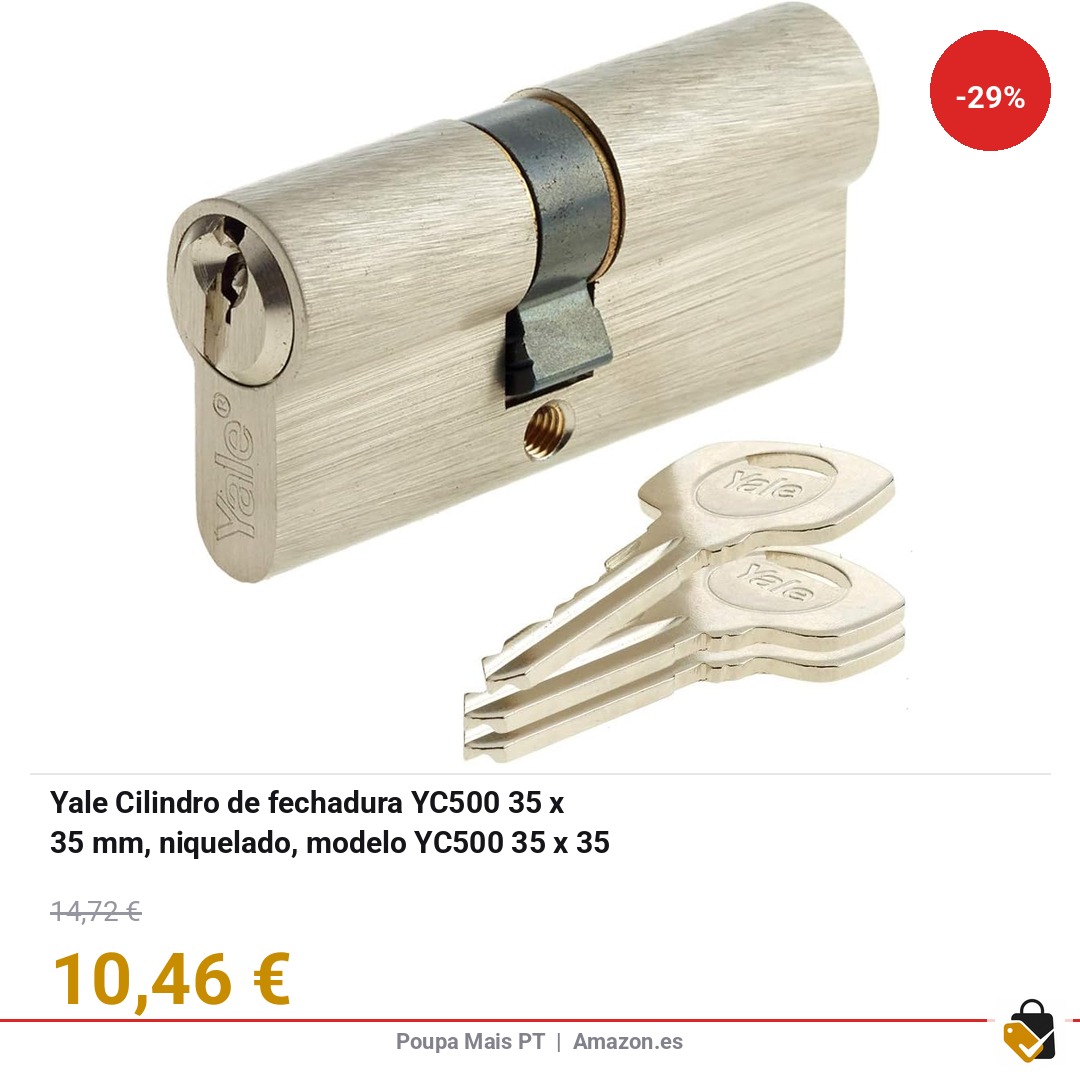 -29%
Yale®
Yale
Yale
Yale Cilindro de fechadura YC500 35 x
35 mm, niquelado, modelo YC500 35 x 35
14,72 €
10,46 €
Poupa Mais PT | Amazon.es